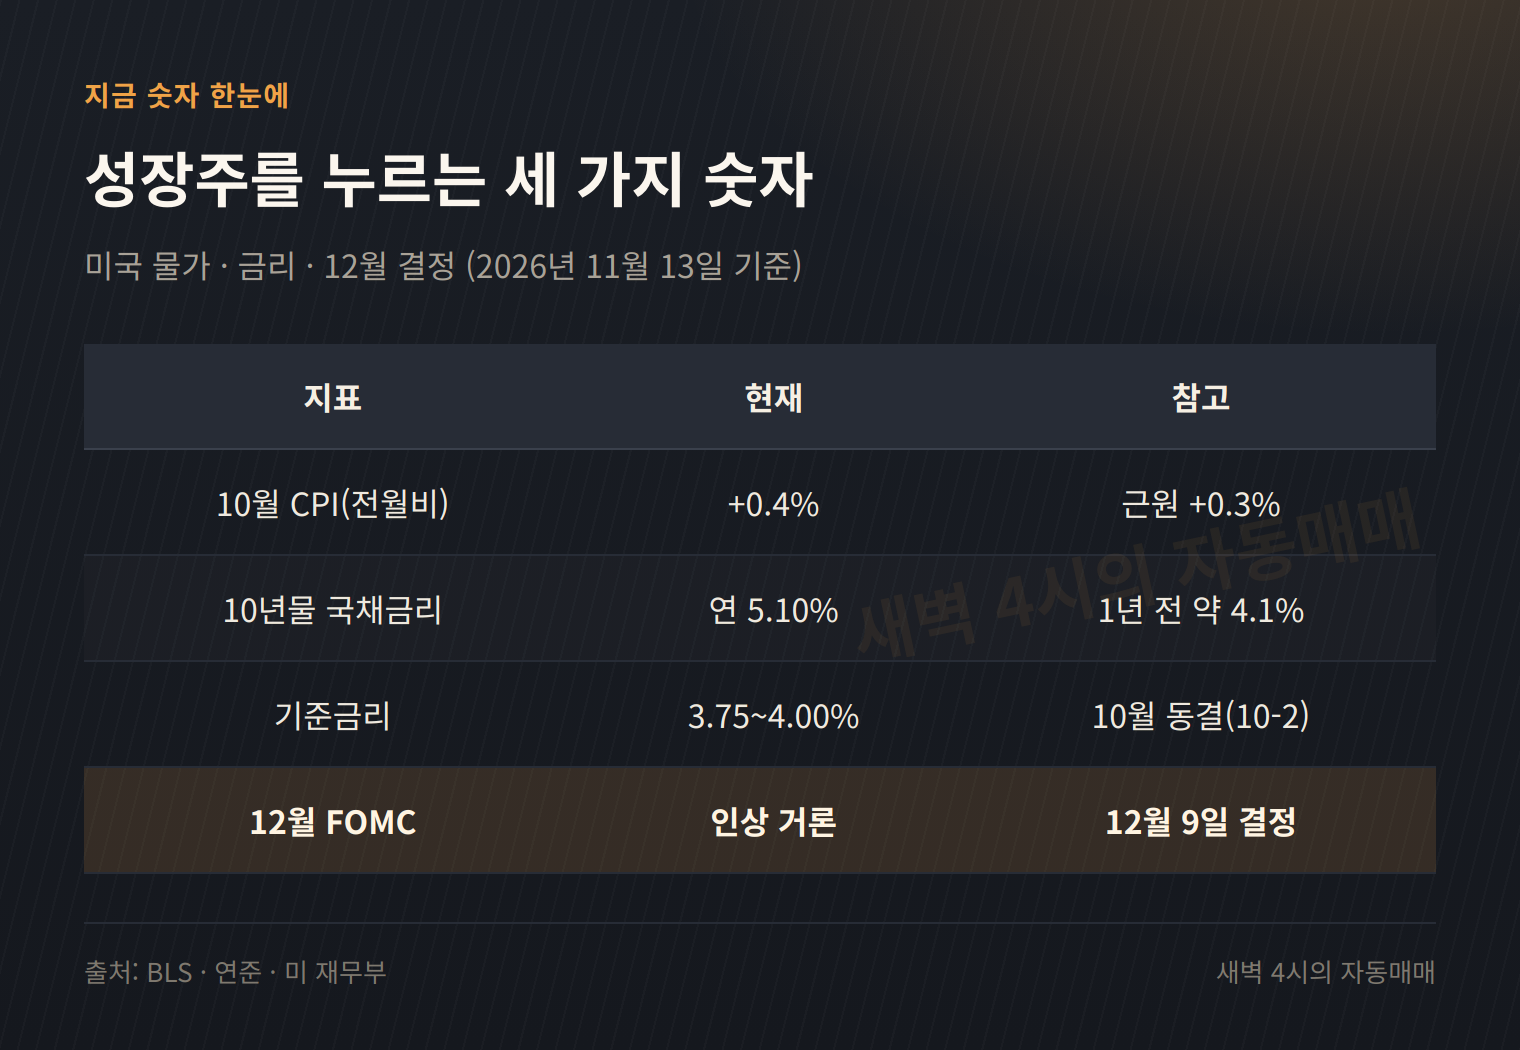 지금 숫자 한눈에
성장주를 누르는 세 가지 숫자
미국 물가 · 금리 · 12월 결정 (2026년 11월 13일 기준)
지표 현재 참고
10월 CPI(전월비) +0.4% 근원 +0.3%
10년물 국채금리 연 5.10% 1년 전 약 4.1%
기준금리 3.75~4.00% 10월 동결(10-2)
12월 FOMC 인상 거론 12월 9일 결정
새벽 4시의 자동매매
출처: BLS · 연준 · 미 재무부 새벽 4시의 자동매매